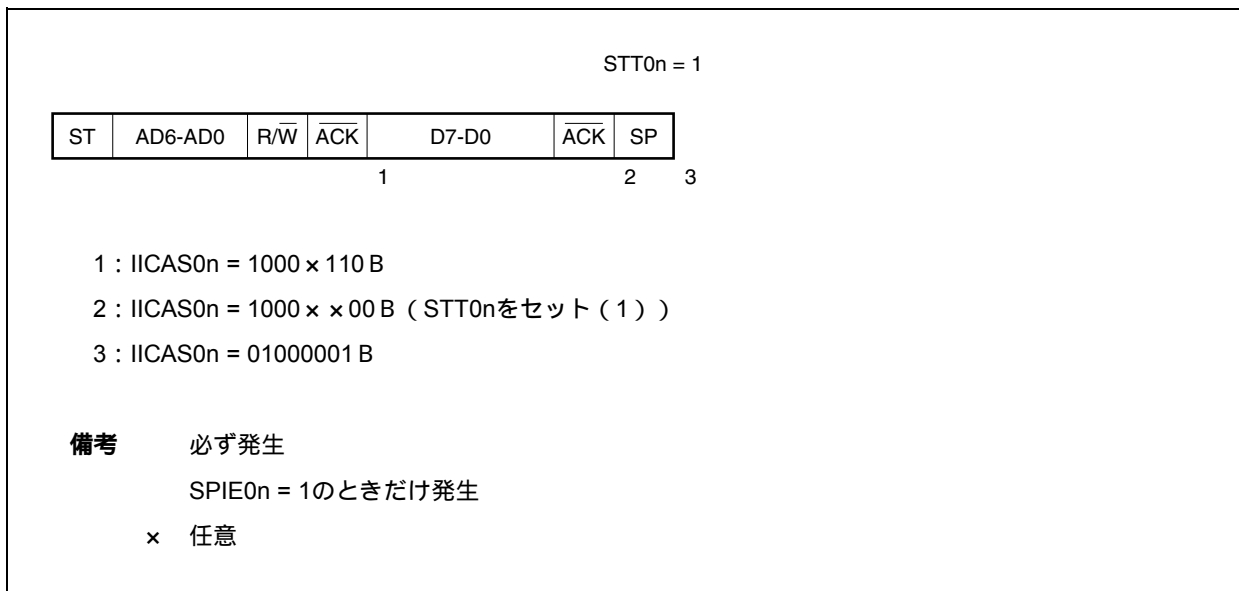 STT0n = 1
ST AD6-AD0 R/W̅ A̅C̅K̅ D7-D0 A̅C̅K̅ SP
1 2 3
1：IICAS0n = 1000×110 B
2：IICAS0n = 1000××00 B（STT0nをセット（1））
3：IICAS0n = 01000001 B
備考 必ず発生
SPIE0n = 1のときだけ発生
× 任意